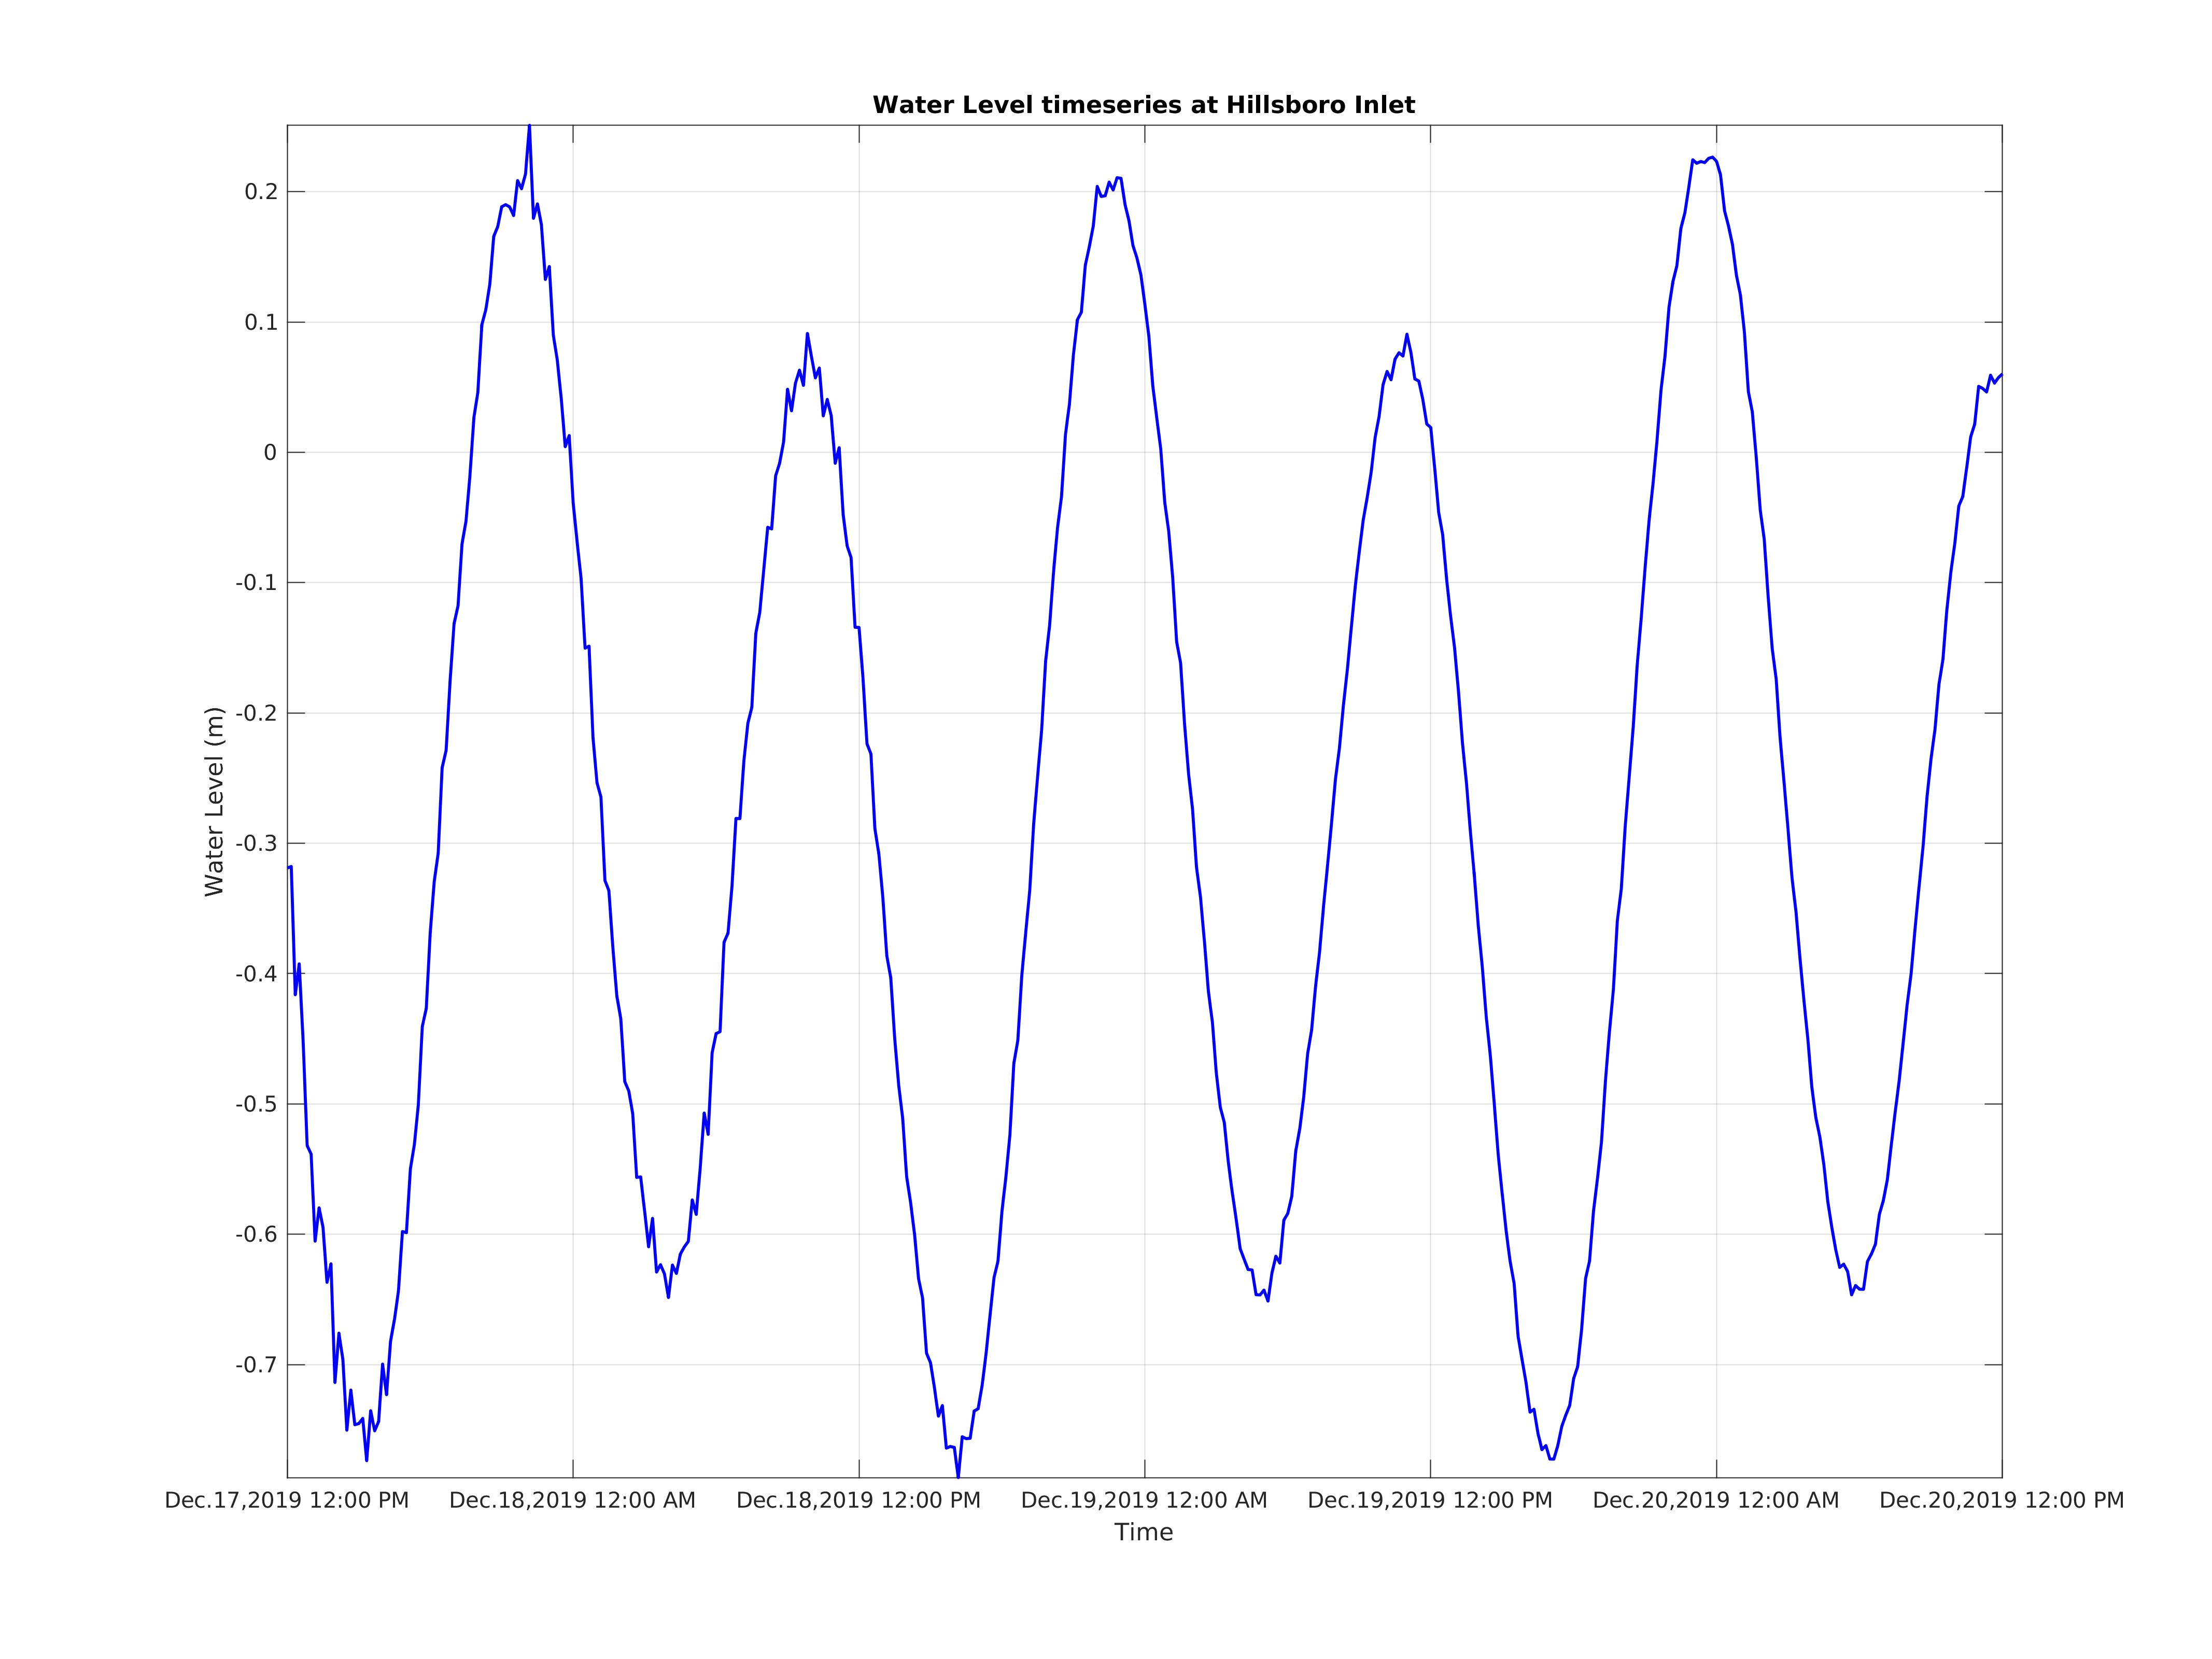 Water Level timeseries at Hillsboro Inlet
0.2
0.1
0
-0.1
-0.2
-0.3
-0.4
-0.5
-0.6
-0.7
Water Level (m)
Dec.17,2019 12:00 PM Dec.18,2019 12:00 AM Dec.18,2019 12:00 PM Dec.19,2019 12:00 AM Dec.19,2019 12:00 PM Dec.20,2019 12:00 AM Dec.20,2019 12:00 PM
Time